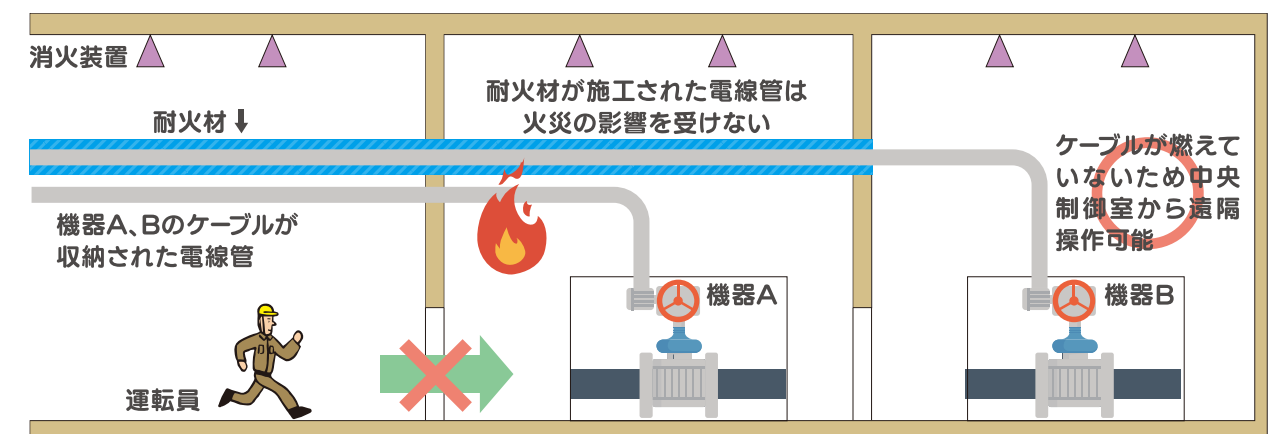 消火装置
耐火材
機器A、Bのケーブルが
収納された電線管
運転員
耐火材が施工された電線管は
火災の影響を受けない
機器A
ケーブルが燃えて
いないため中央
制御室から遠隔
操作可能
機器B